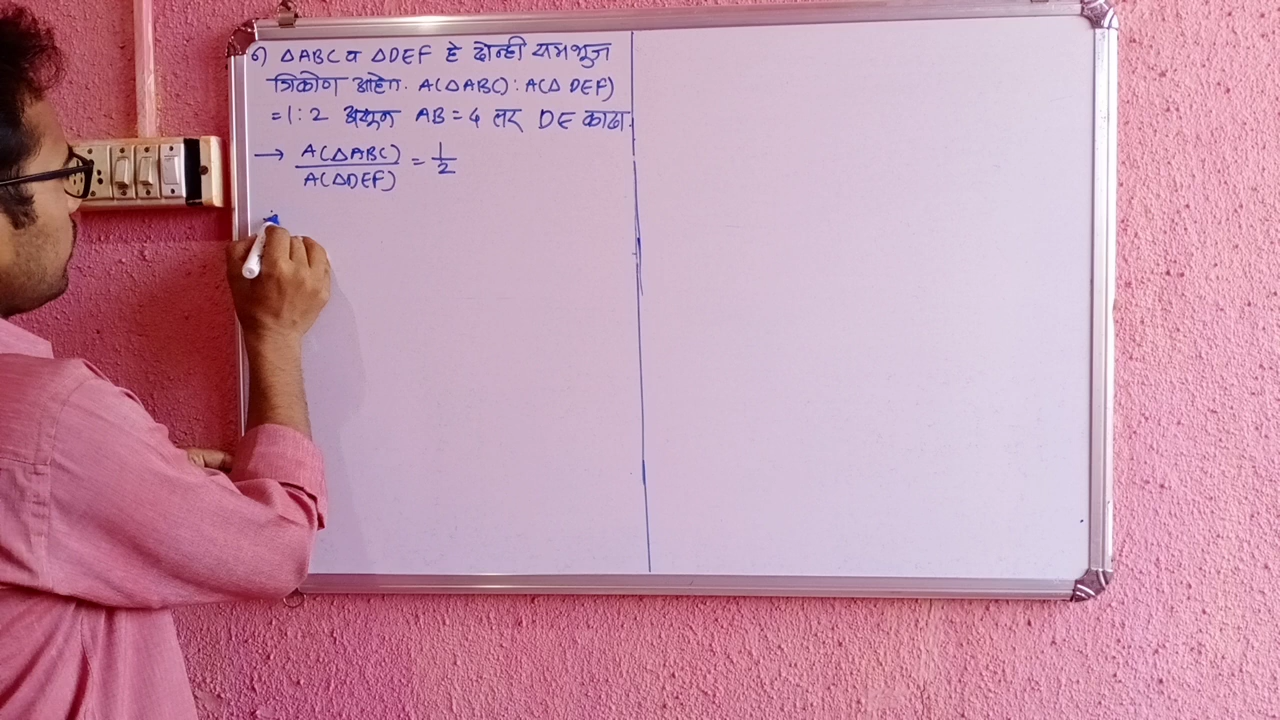 6) △ABC व △DEF हे दोन्ही समभुज
त्रिकोण आहेत. A(△ABC) : A(△DEF)
= 1 : 2 असून AB = 4 तर DE काढा.
→ A(△ABC) / A(△DEF) = 1/2